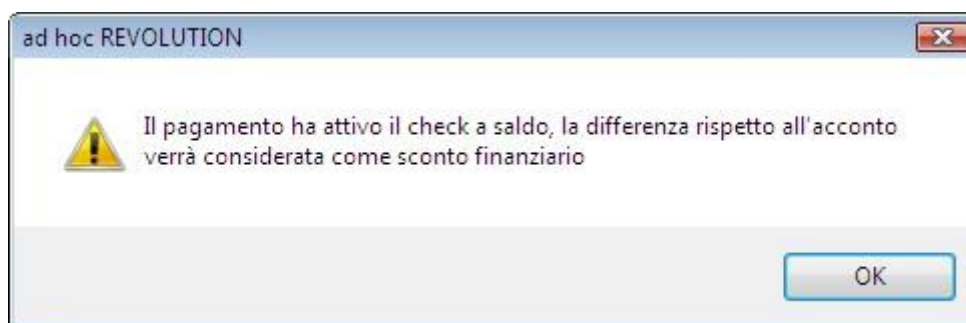 ad hoc REVOLUTION
Il pagamento ha attivo il check a saldo, la differenza rispetto all'acconto
verrà considerata come sconto finanziario
OK